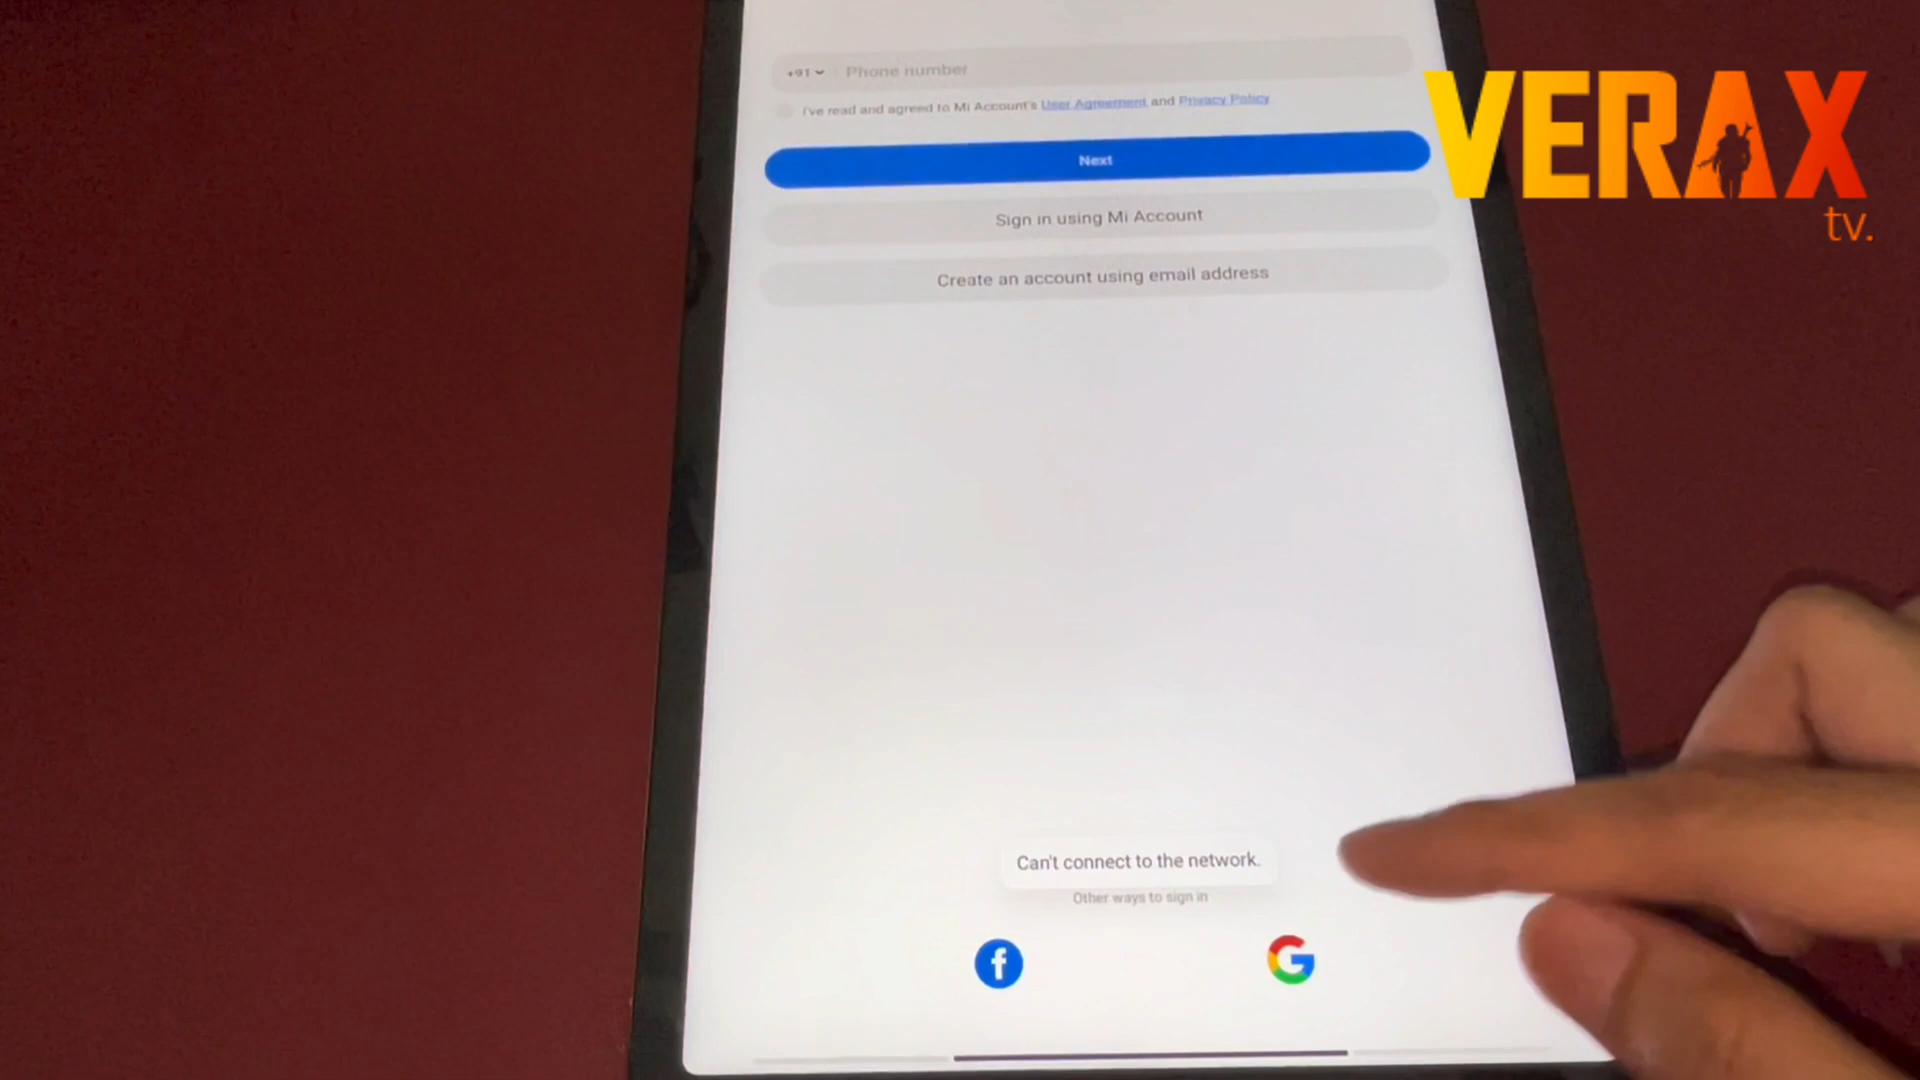 +91 Phone number
I've read and agreed to Mi Account's User Agreement and Privacy Policy
Next
Sign in using Mi Account
Create an account using email address
Can't connect to the network.
Other ways to sign in
f
G
VERAX
tv.